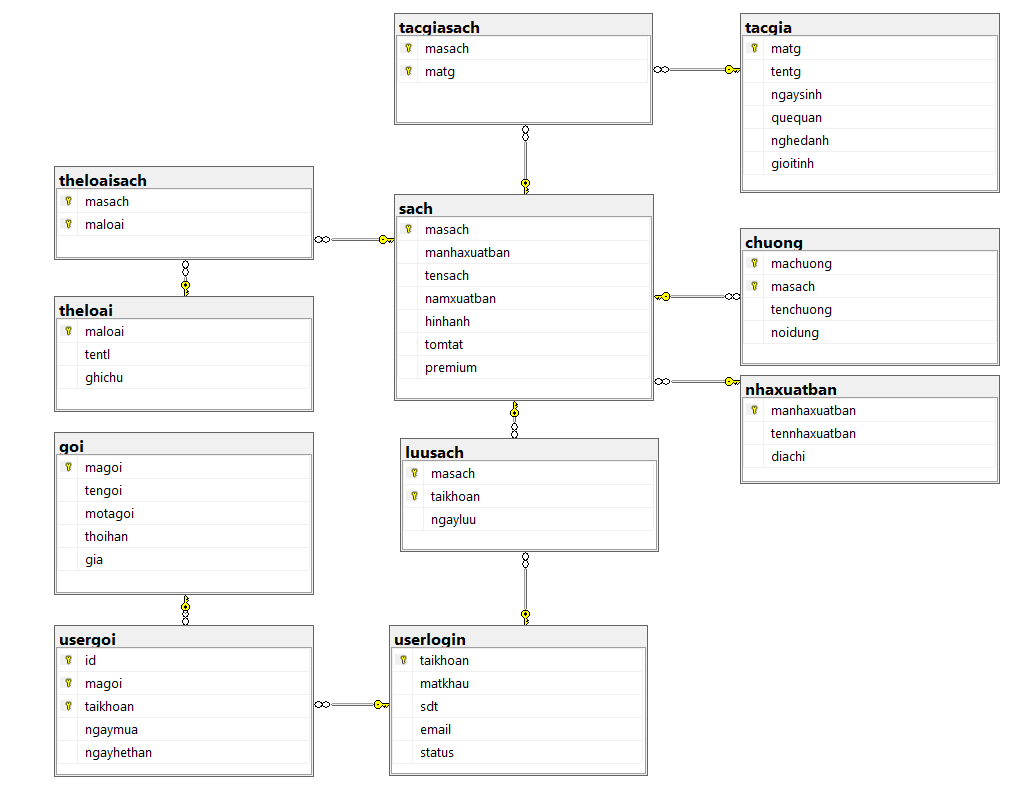 tacgiasach
masach
matg
tacgia
matg
tentg
ngaysinh
quequan
nghedanh
gioitinh
theloaisach
masach
maloai
sach
masach
manhaxuatban
tensach
namxuatban
hinhanh
tomtat
premium
chuong
machuong
masach
tenchuong
noidung
theloai
maloai
tentl
ghichu
nhaxuatban
manhaxuatban
tennhaxuatban
diachi
goi
magoi
tengoi
motagoi
thoihan
gia
luusach
masach
taikhoan
ngayluu
usergoi
id
magoi
taikhoan
ngaymua
ngayhethan
userlogin
taikhoan
matkhau
sdt
email
status